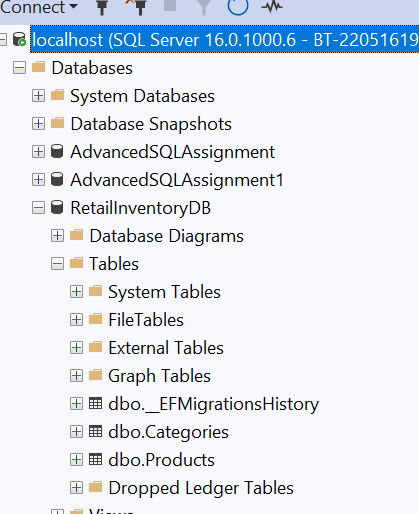 Connect
localhost (SQL Server 16.0.1000.6 - BT-22051619
Databases
System Databases
Database Snapshots
AdvancedSQLAssignment
AdvancedSQLAssignment1
RetailInventoryDB
Database Diagrams
Tables
System Tables
FileTables
External Tables
Graph Tables
dbo.__EFMigrationsHistory
dbo.Categories
dbo.Products
Dropped Ledger Tables
Views